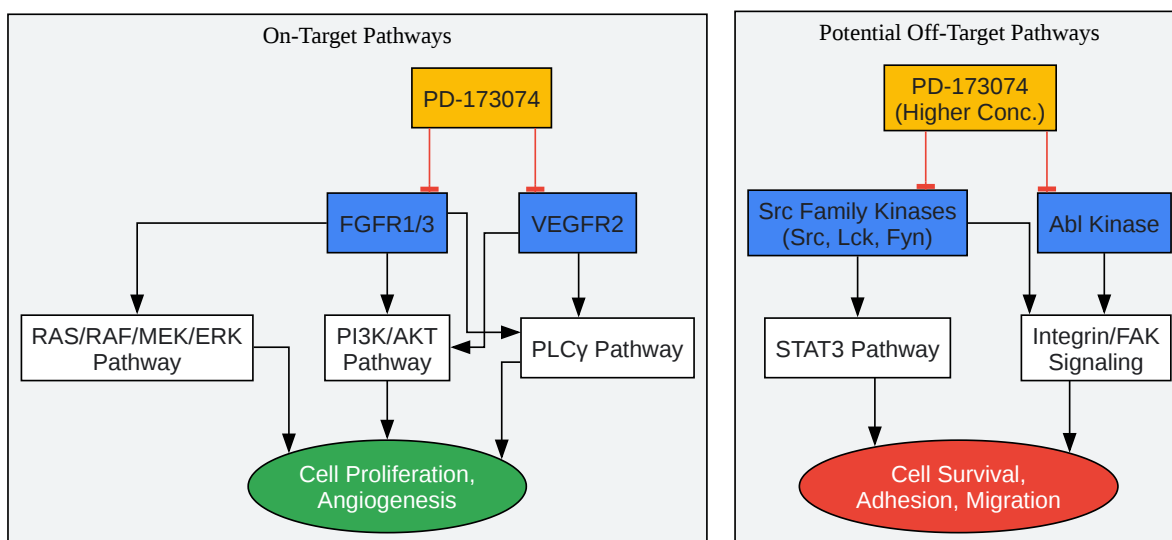 On-Target Pathways
PD-173074
FGFR1/3
VEGFR2
RAS/RAF/MEK/ERK
Pathway
PI3K/AKT
Pathway
PLCγ Pathway
Cell Proliferation,
Angiogenesis
Potential Off-Target Pathways
PD-173074
(Higher Conc.)
Src Family Kinases
(Src, Lck, Fyn)
Abl Kinase
STAT3 Pathway
Integrin/FAK
Signaling
Cell Survival,
Adhesion, Migration